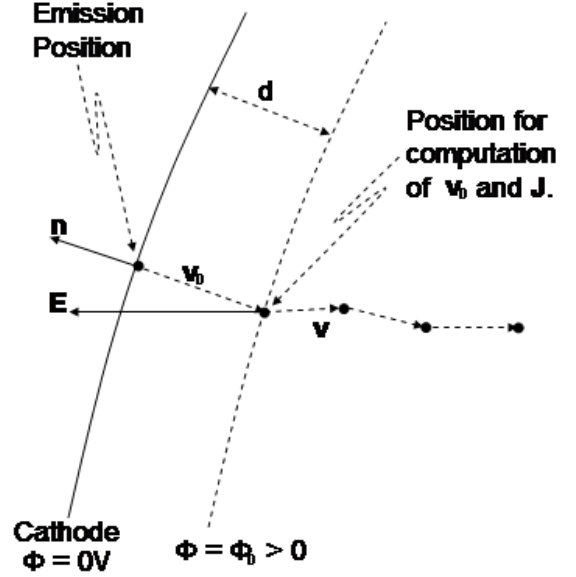 Emission
Position
d
Position for
computation
of v₀ and J.
n
v₀
E
v
Cathode
Φ = 0V
Φ = Φ₀ > 0